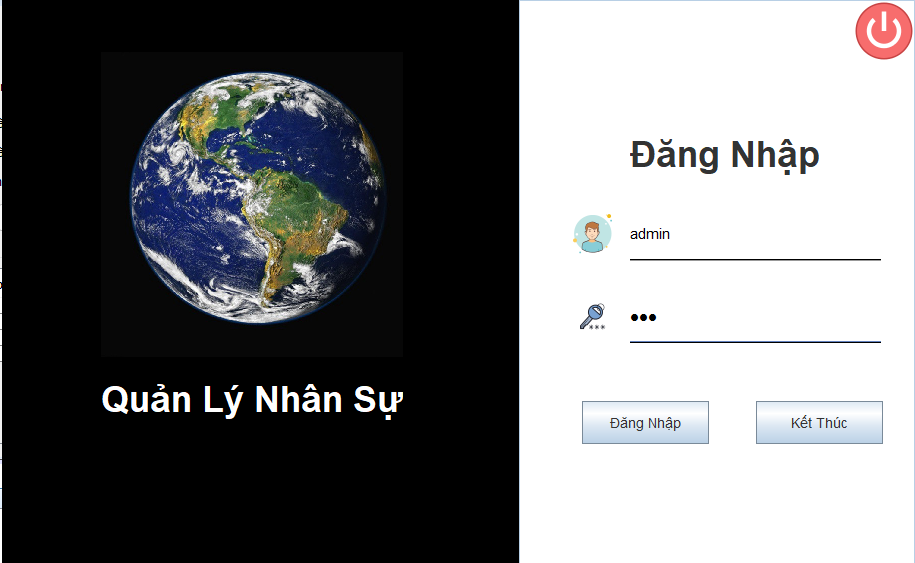 Quản Lý Nhân Sự
Đăng Nhập
admin
•••
Đăng Nhập
Kết Thúc